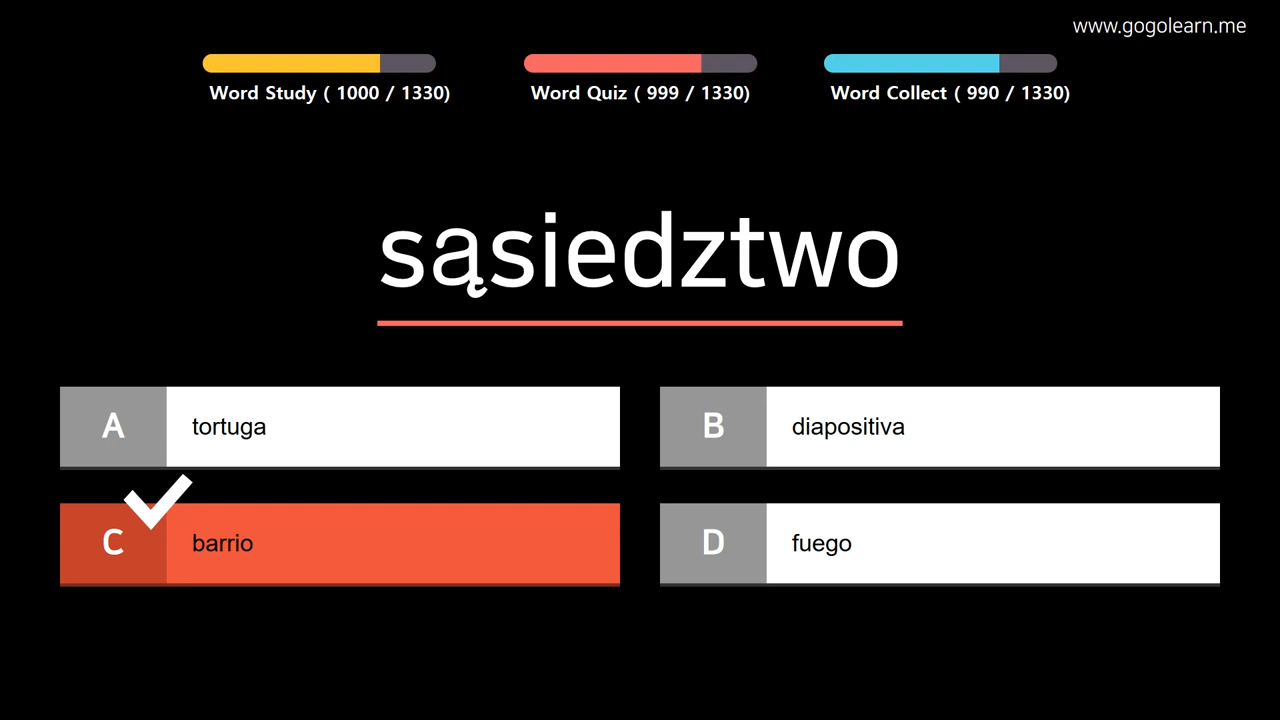 www.gogolearn.me
Word Study ( 1000 / 1330)
Word Quiz ( 999 / 1330)
Word Collect ( 990 / 1330)
sąsiedztwo
A tortuga
B diapositiva
C barrio
D fuego